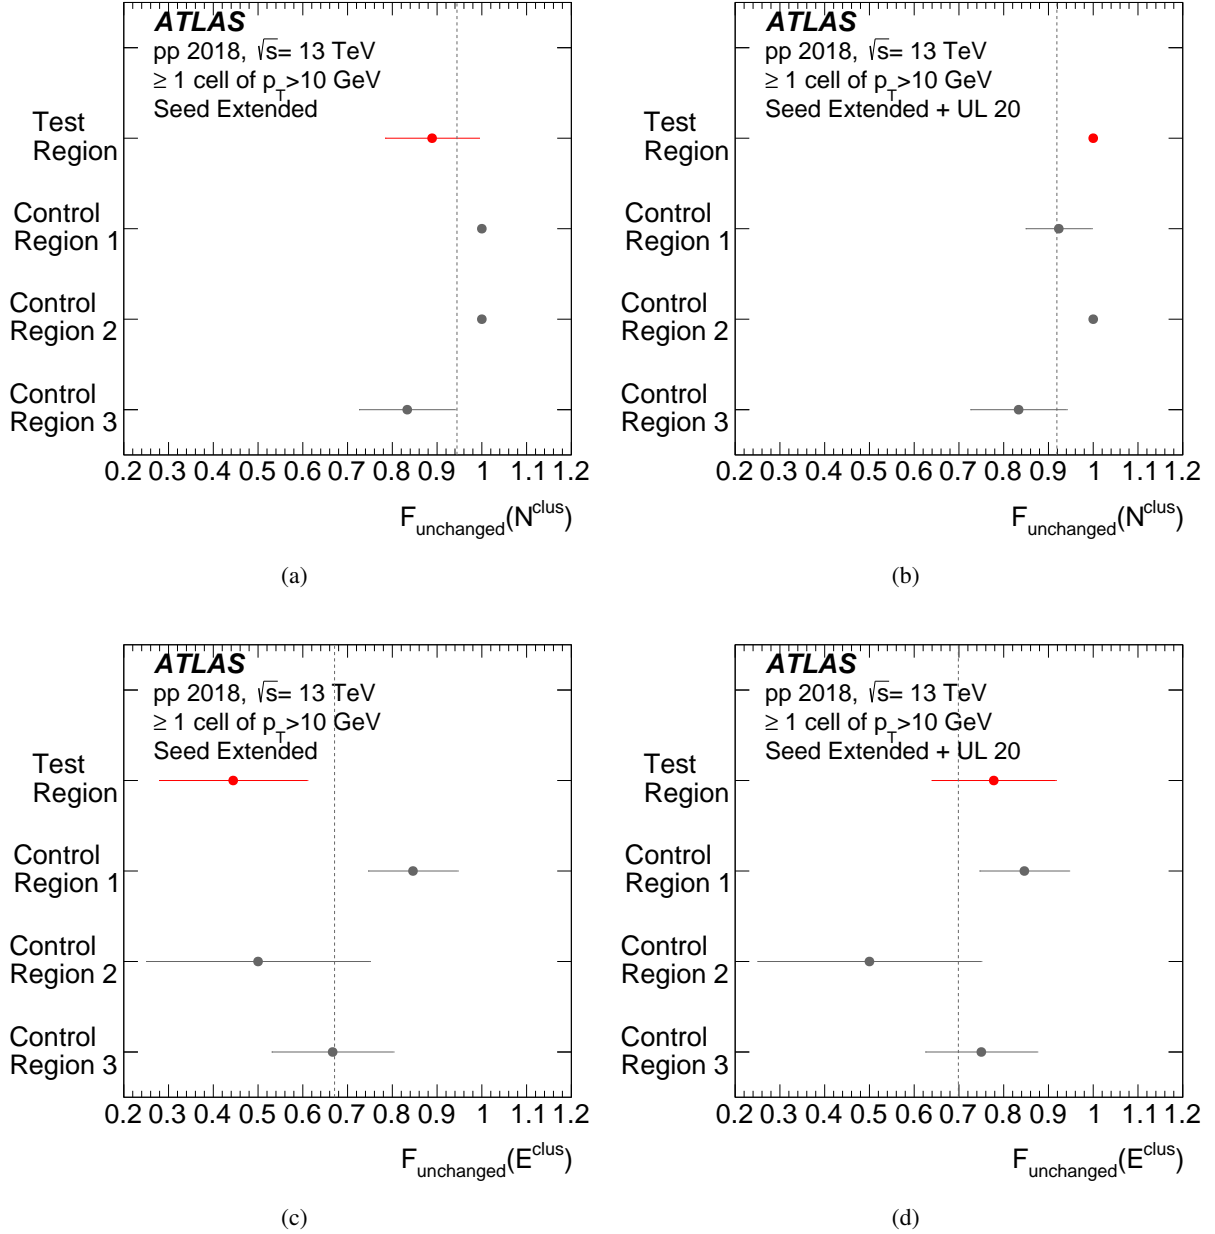 ATLAS
pp 2018, √s= 13 TeV
≥ 1 cell of p_T>10 GeV
Seed Extended
Test
Region
Control
Region 1
Control
Region 2
Control
Region 3
0.2 0.3 0.4 0.5 0.6 0.7 0.8 0.9 1 1.1 1.2
F_unchanged(N^clus)
(a)
ATLAS
pp 2018, √s= 13 TeV
≥ 1 cell of p_T>10 GeV
Seed Extended + UL 20
Test
Region
Control
Region 1
Control
Region 2
Control
Region 3
0.2 0.3 0.4 0.5 0.6 0.7 0.8 0.9 1 1.1 1.2
F_unchanged(N^clus)
(b)
ATLAS
pp 2018, √s= 13 TeV
≥ 1 cell of p_T>10 GeV
Seed Extended
Test
Region
Control
Region 1
Control
Region 2
Control
Region 3
0.2 0.3 0.4 0.5 0.6 0.7 0.8 0.9 1 1.1 1.2
F_unchanged(E^clus)
(c)
ATLAS
pp 2018, √s= 13 TeV
≥ 1 cell of p_T>10 GeV
Seed Extended + UL 20
Test
Region
Control
Region 1
Control
Region 2
Control
Region 3
0.2 0.3 0.4 0.5 0.6 0.7 0.8 0.9 1 1.1 1.2
F_unchanged(E^clus)
(d)